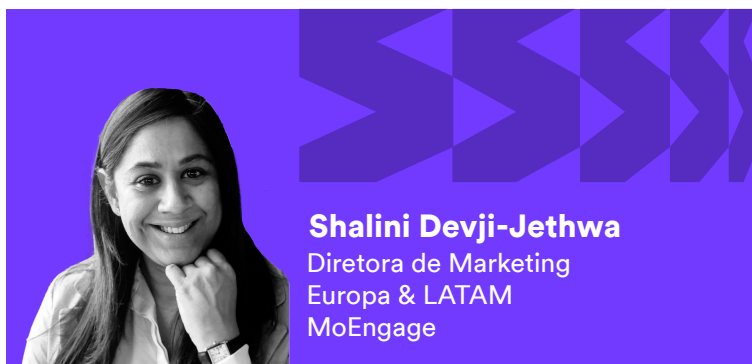 Shalini Devji-Jethwa
Diretora de Marketing
Europa & LATAM
MoEngage